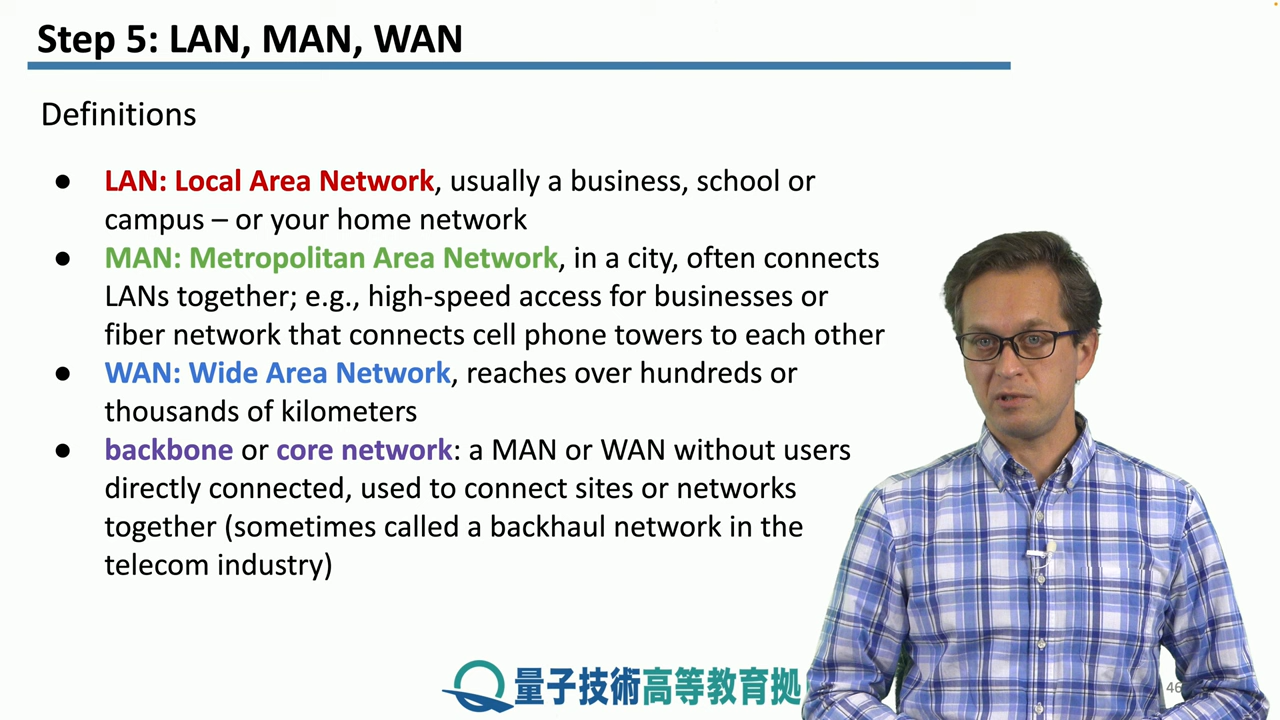 Step 5: LAN, MAN, WAN
Definitions
● LAN: Local Area Network, usually a business, school or
campus – or your home network
● MAN: Metropolitan Area Network, in a city, often connects
LANs together; e.g., high-speed access for businesses or
fiber network that connects cell phone towers to each other
● WAN: Wide Area Network, reaches over hundreds or
thousands of kilometers
● backbone or core network: a MAN or WAN without users
directly connected, used to connect sites or networks
together (sometimes called a backhaul network in the
telecom industry)
量子技術高等教育拠
46